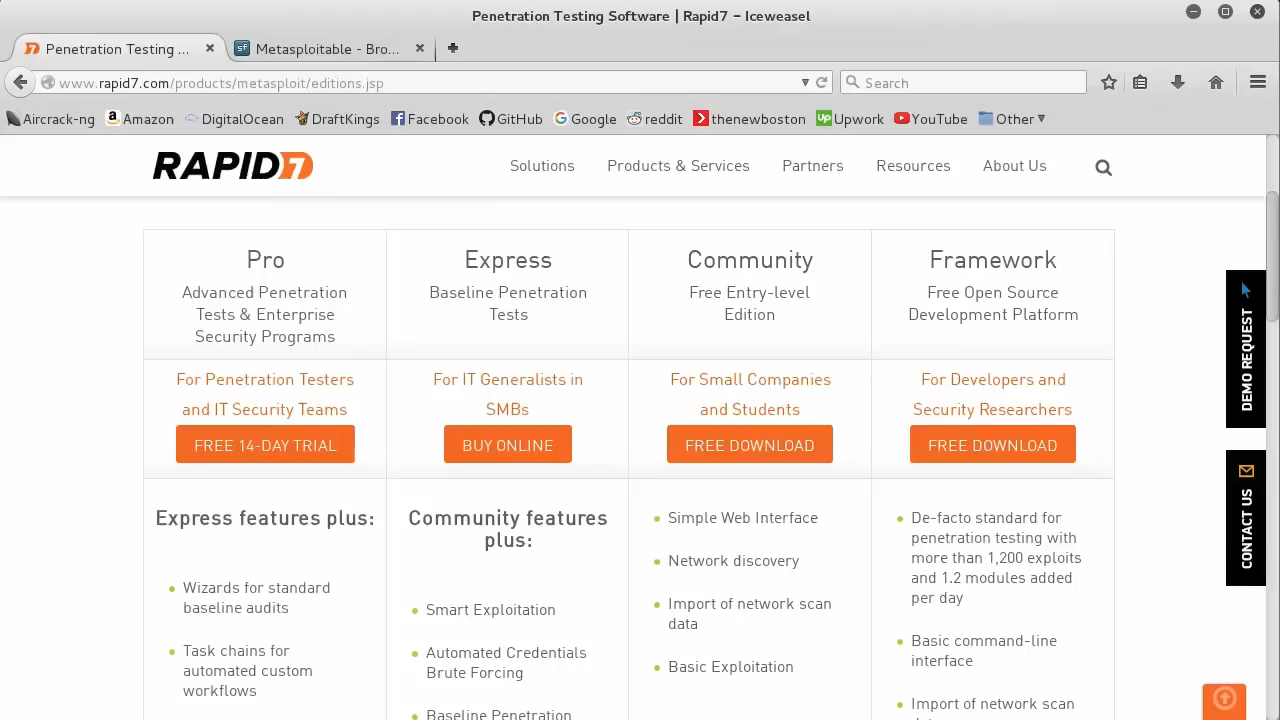 Penetration Testing Software | Rapid7 - Iceweasel
Penetration Testing ...
Metasploitable - Bro...
www.rapid7.com/products/metasploit/editions.jsp
Search
Aircrack-ng
Amazon
DigitalOcean
DraftKings
Facebook
GitHub
Google
reddit
thenewboston
Upwork
YouTube
Other
RAPID7
Solutions
Products & Services
Partners
Resources
About Us
Pro
Advanced Penetration
Tests & Enterprise
Security Programs
For Penetration Testers
and IT Security Teams
FREE 14-DAY TRIAL
Express features plus:
Wizards for standard
baseline audits
Task chains for
automated custom
workflows
Express
Baseline Penetration
Tests
For IT Generalists in
SMBs
BUY ONLINE
Community features
plus:
Smart Exploitation
Automated Credentials
Brute Forcing
Baseline Penetration
Community
Free Entry-level
Edition
For Small Companies
and Students
FREE DOWNLOAD
Simple Web Interface
Network discovery
Import of network scan
data
Basic Exploitation
Framework
Free Open Source
Development Platform
For Developers and
Security Researchers
FREE DOWNLOAD
De-facto standard for
penetration testing with
more than 1,200 exploits
and 1.2 modules added
per day
Basic command-line
interface
Import of network scan
DEMO REQUEST
CONTACT US